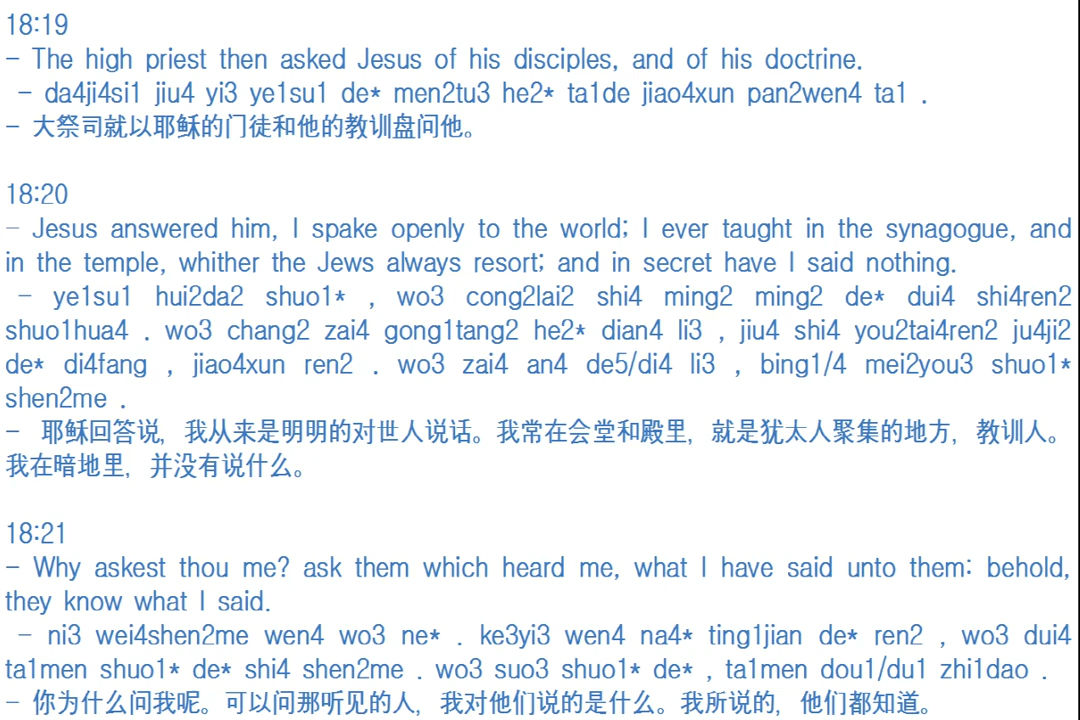 18:19
- The high priest then asked Jesus of his disciples, and of his doctrine.
- da4ji4si1 jiu4 yi3 ye1su1 de* men2tu3 he2* ta1de jiao4xun pan2wen4 ta1 .
- 大祭司就以耶稣的门徒和他的教训盘问他。
18:20
- Jesus answered him, I spake openly to the world; I ever taught in the synagogue, and
in the temple, whither the Jews always resort; and in secret have I said nothing.
- ye1su1 hui2da2 shuo1* , wo3 cong2lai2 shi4 ming2 ming2 de* dui4 shi4ren2
shuo1hua4 . wo3 chang2 zai4 gong1tang2 he2* dian4 li3 , jiu4 shi4 you2tai4ren2 ju4ji2
de* di4fang , jiao4xun ren2 . wo3 zai4 an4 de5/di4 li3 , bing1/4 mei2you3 shuo1*
shen2me .
- 耶稣回答说, 我从来是明明的对世人说话。我常在会堂和殿里, 就是犹太人聚集的地方, 教训人。
我在暗地里, 并没有说什么。
18:21
- Why askest thou me? ask them which heard me, what I have said unto them: behold,
they know what I said.
- ni3 wei4shen2me wen4 wo3 ne* . ke3yi3 wen4 na4* ting1jian de* ren2 , wo3 dui4
ta1men shuo1* de* shi4 shen2me . wo3 suo3 shuo1* de* , ta1men dou1/du1 zhi1dao .
- 你为什么问我呢。可以问那听见的人, 我对他们说的是什么。我所说的, 他们都知道。